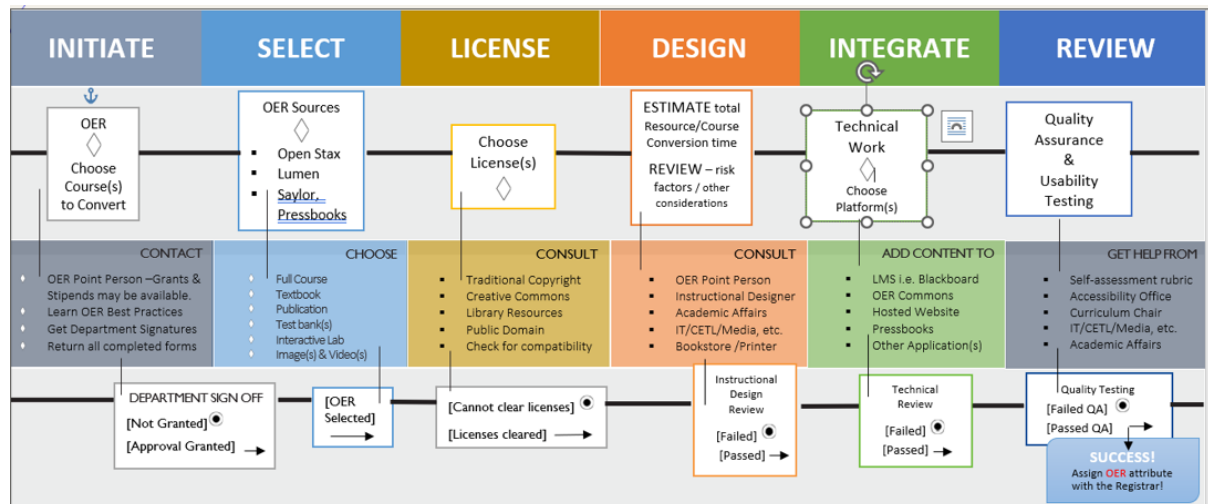 INITIATE
SELECT
LICENSE
DESIGN
INTEGRATE
REVIEW
OER
Choose
Course(s)
to Convert
OER Sources
Open Stax
Lumen
Saylor,
Pressbooks
Choose
License(s)
ESTIMATE total
Resource/Course
Conversion time
REVIEW – risk
factors / other
considerations
Technical
Work
Choose
Platform(s)
Quality
Assurance
&
Usability
Testing
CONTACT
OER Point Person –Grants &
Stipends may be available.
Learn OER Best Practices
Get Department Signatures
Return all completed forms
CHOOSE
Full Course
Textbook
Publication
Test bank(s)
Interactive Lab
Image(s) & Video(s)
CONSULT
Traditional Copyright
Creative Commons
Library Resources
Public Domain
Check for compatibility
CONSULT
OER Point Person
Instructional Designer
Academic Affairs
IT/CETL/Media, etc.
Bookstore /Printer
ADD CONTENT TO
LMS i.e. Blackboard
OER Commons
Hosted Website
Pressbooks
Other Application(s)
GET HELP FROM
Self-assessment rubric
Accessibility Office
Curriculum Chair
IT/CETL/Media, etc.
Academic Affairs
DEPARTMENT SIGN OFF
[Not Granted]
[Approval Granted]
[OER
Selected]
[Cannot clear licenses]
[Licenses cleared]
Instructional
Design
Review
[Failed]
[Passed]
Technical
Review
[Failed]
[Passed]
Quality Testing
[Failed QA]
[Passed QA]
SUCCESS!
Assign OER attribute
with the Registrar!